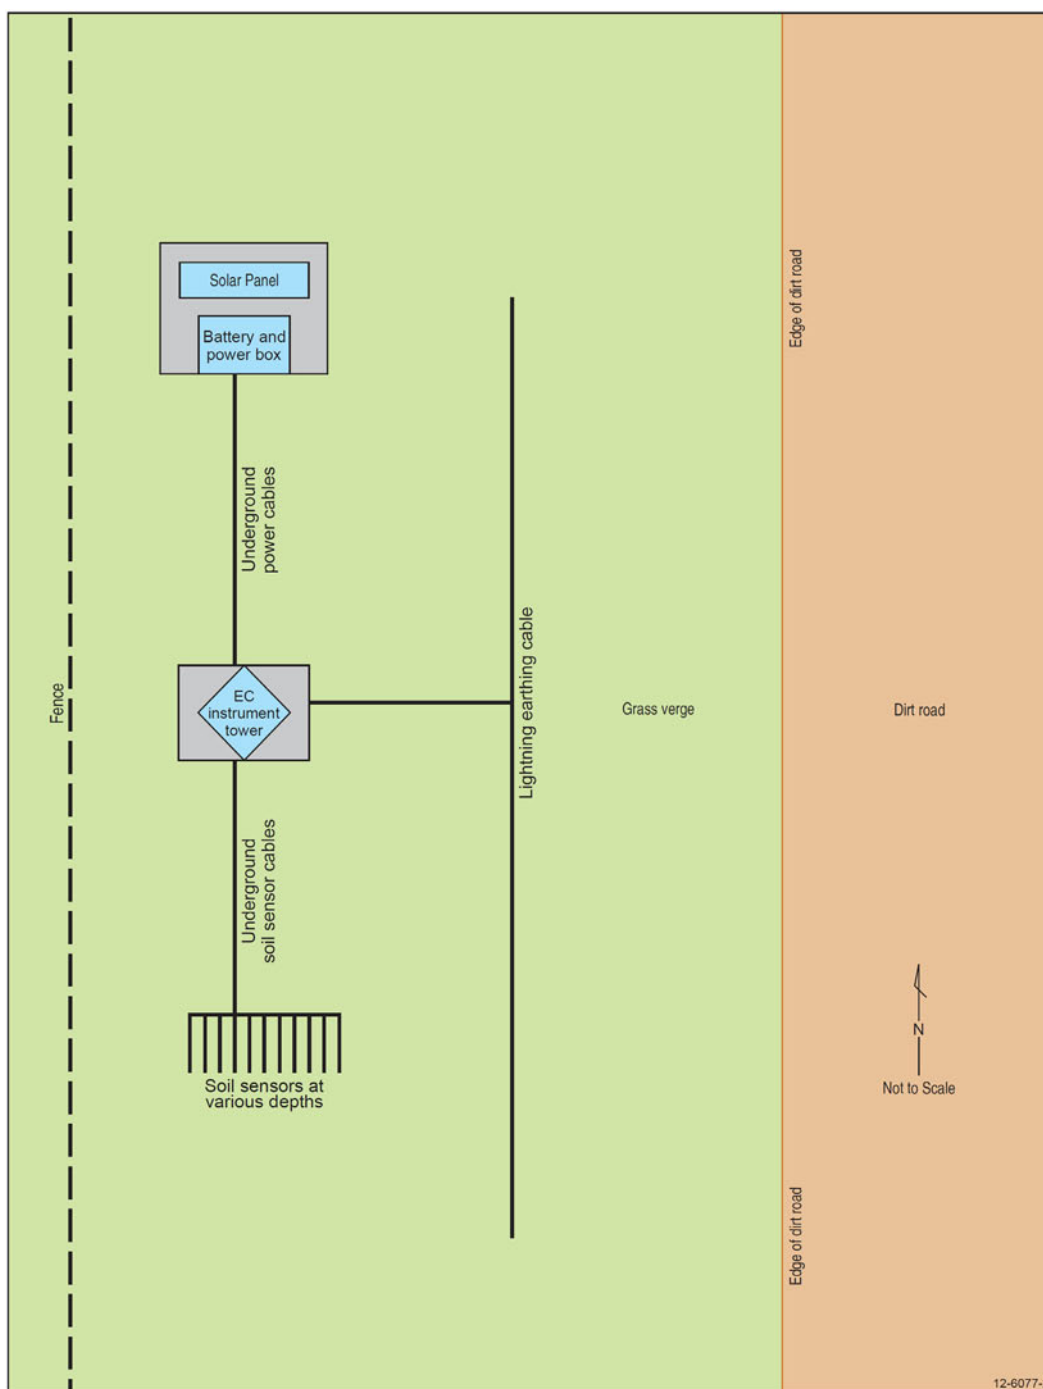 Solar Panel
Battery and
power box
Edge of dirt road
Underground
power cables
Fence
EC
instrument
tower
Lightning earthing cable
Grass verge
Dirt road
Underground
soil sensor cables
N
Not to Scale
Soil sensors at
various depths
Edge of dirt road
12-6077-